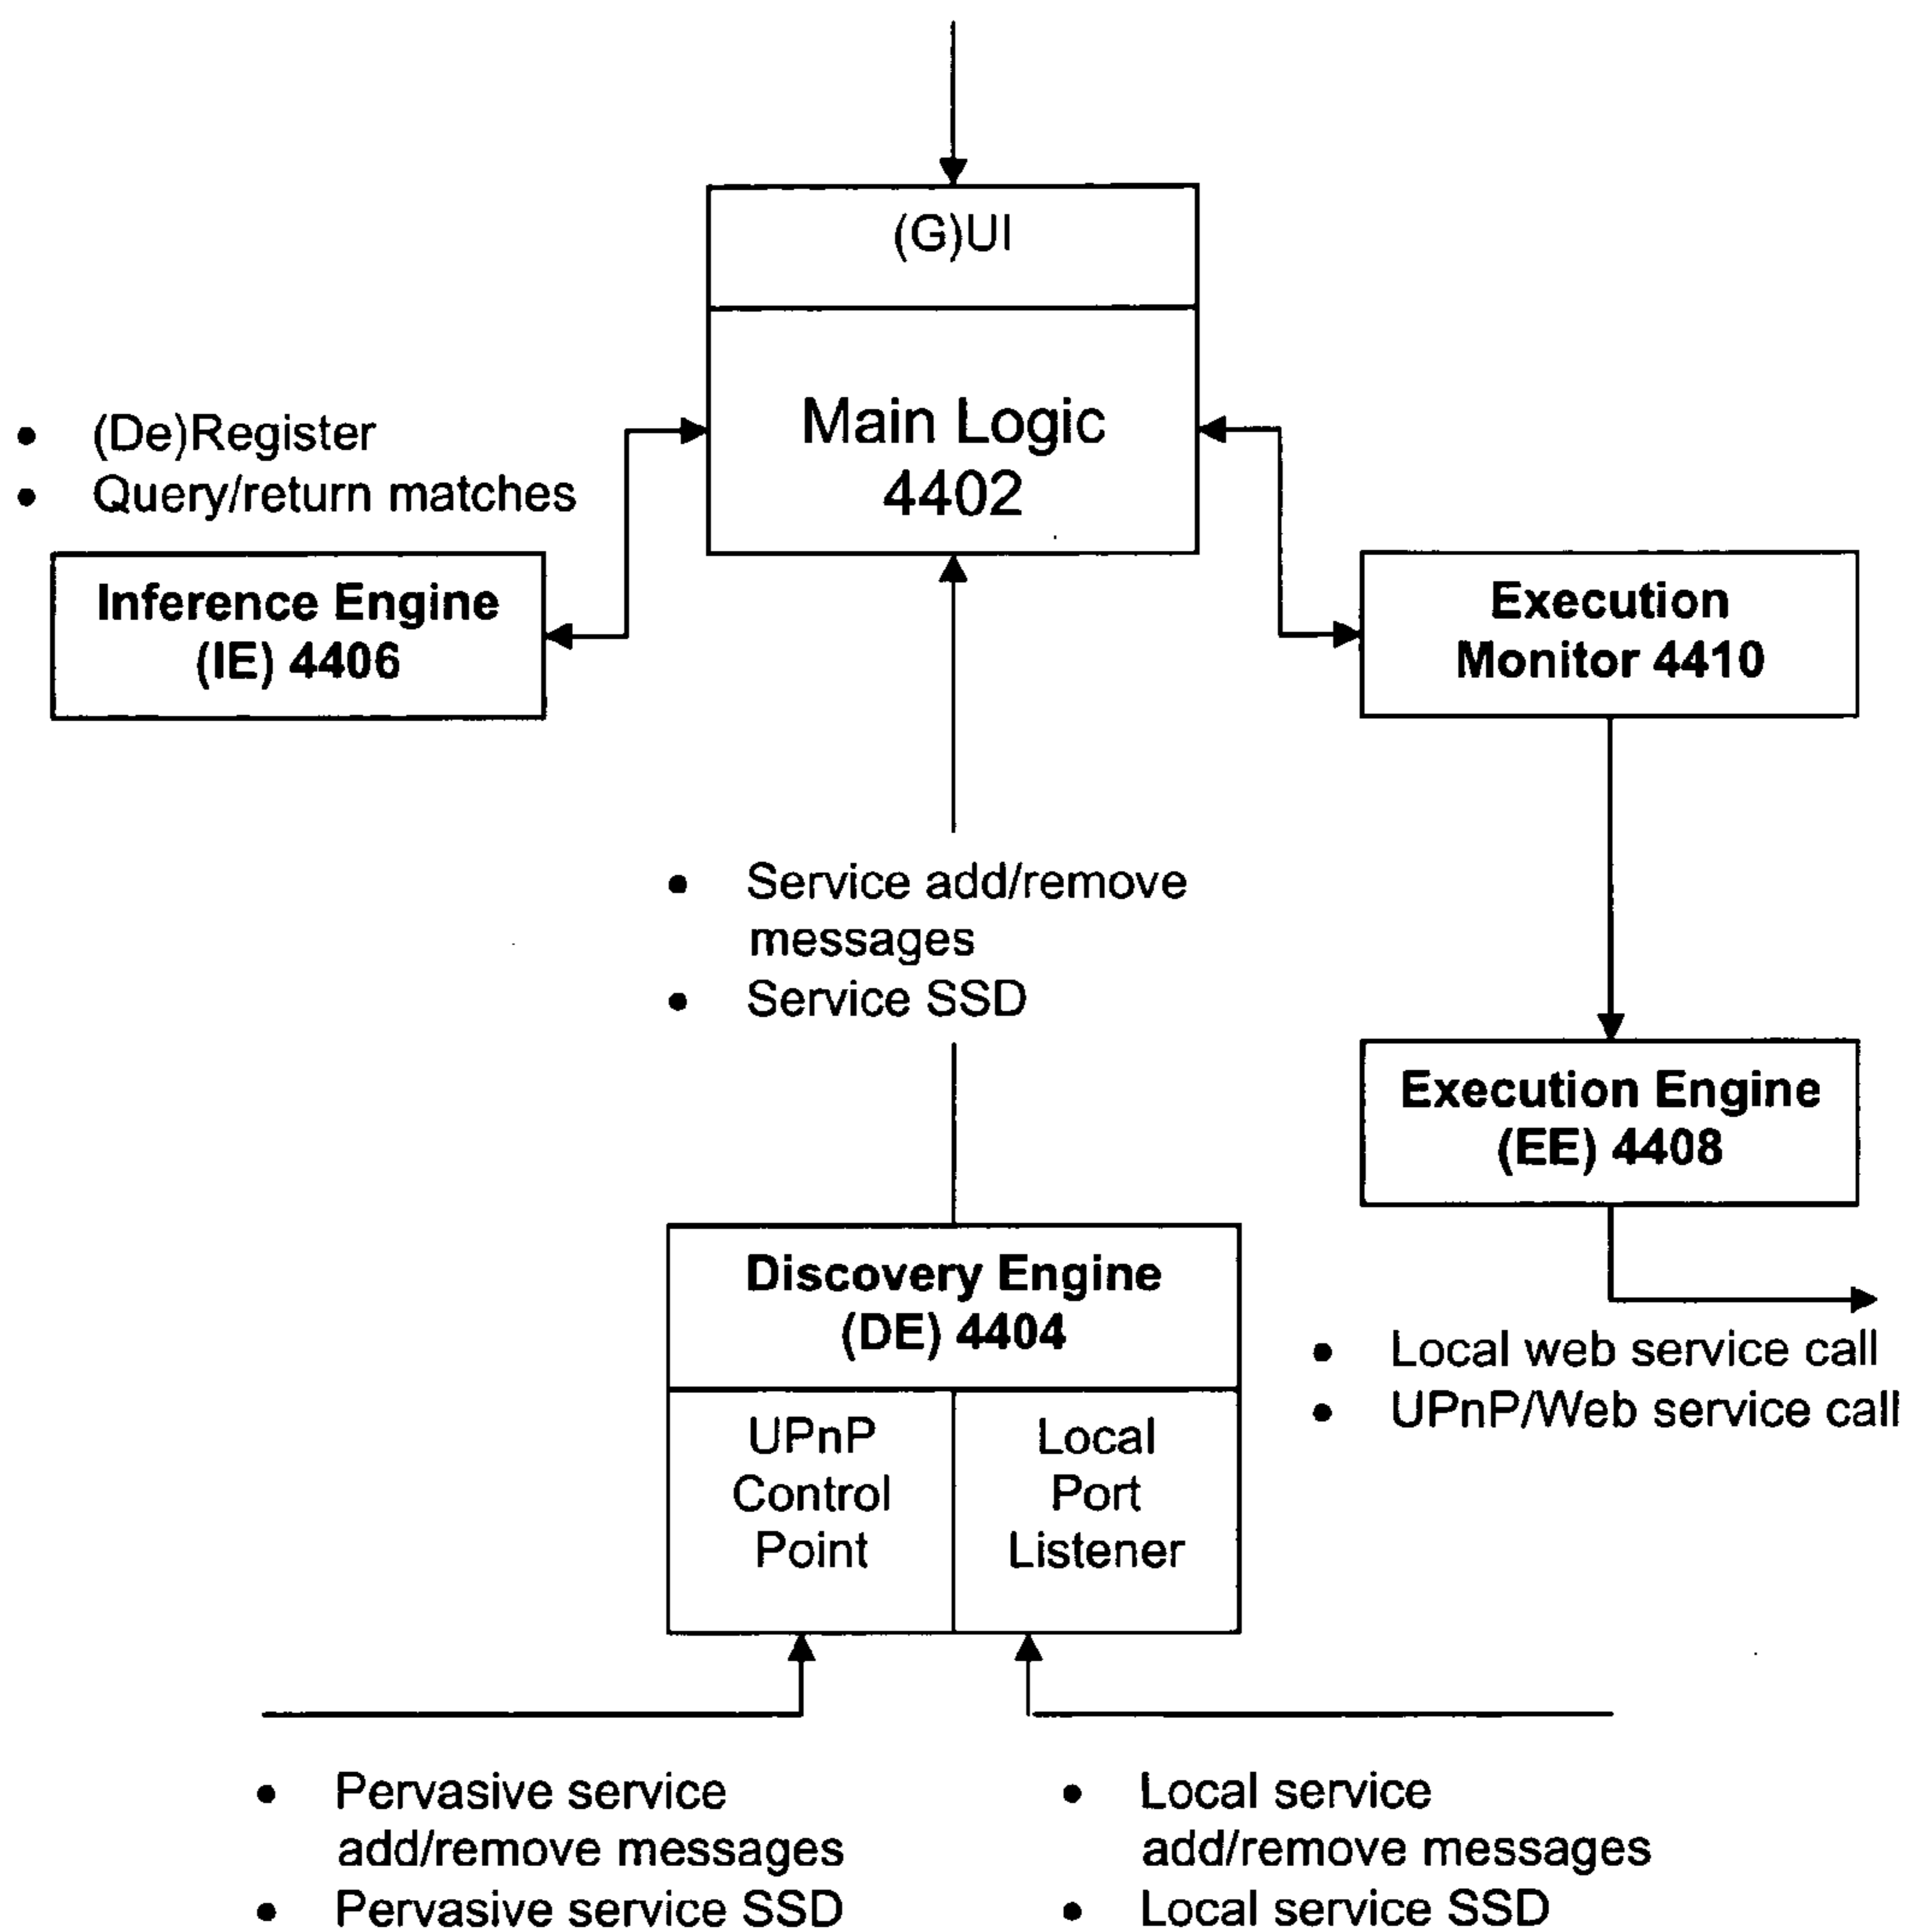 (G)UI
Main Logic
4402
• (De)Register
• Query/return matches
Inference Engine
(IE) 4406
Execution
Monitor 4410
• Service add/remove
messages
• Service SSD
Execution Engine
(EE) 4408
Discovery Engine
(DE) 4404
• Local web service call
• UPnP/Web service call
UPnP
Control
Point
Local
Port
Listener
• Pervasive service
add/remove messages
• Pervasive service SSD
• Local service
add/remove messages
• Local service SSD